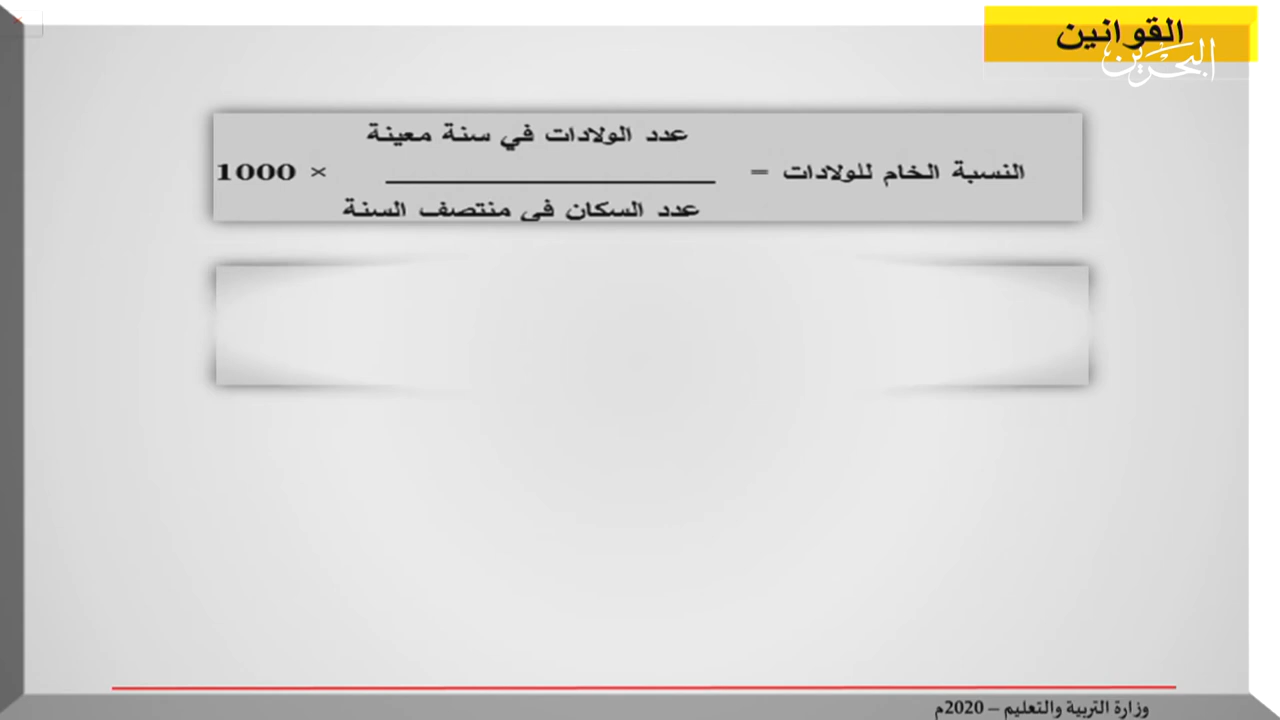 القوانين
البحرين
عدد الولادات في سنة معينة
النسبة الخام للولادات = ــــــــــــــــ × 1000
عدد السكان في منتصف السنة
وزارة التربية والتعليم – 2020م